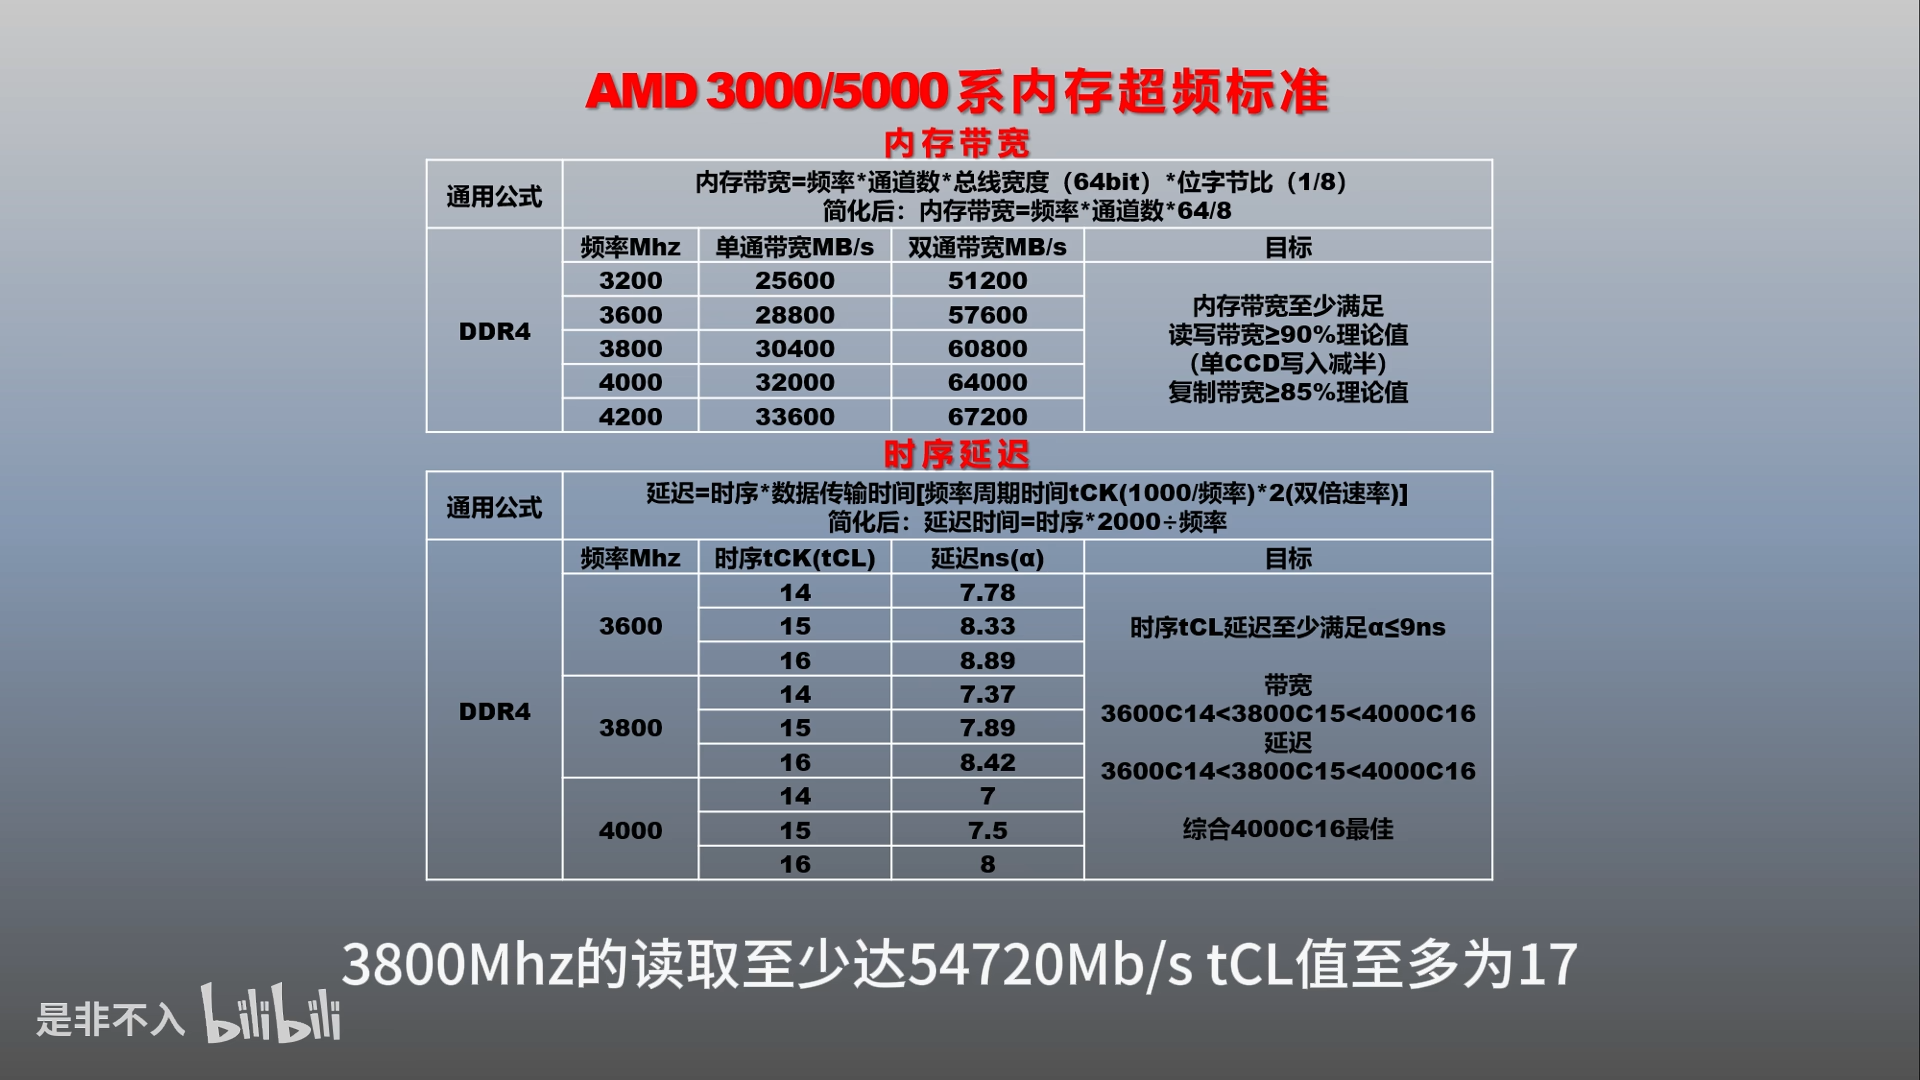 AMD 3000/5000系内存超频标准
内存带宽
通用公式
内存带宽=频率*通道数*总线宽度（64bit）*位字节比（1/8）
简化后：内存带宽=频率*通道数*64/8
频率Mhz 单通带宽MB/s 双通带宽MB/s 目标
DDR4
3200 25600 51200
3600 28800 57600
3800 30400 60800
4000 32000 64000
4200 33600 67200
内存带宽至少满足
读写带宽≥90%理论值
（单CCD写入减半）
复制带宽≥85%理论值
时序延迟
通用公式
延迟=时序*数据传输时间[频率周期时间tCK(1000/频率)*2(双倍速率)]
简化后：延迟时间=时序*2000÷频率
频率Mhz 时序tCK(tCL) 延迟ns(α) 目标
DDR4
3600
14 7.78
15 8.33
16 8.89
3800
14 7.37
15 7.89
16 8.42
4000
14 7
15 7.5
16 8
时序tCL延迟至少满足α≤9ns
带宽
3600C14<3800C15<4000C16
延迟
3600C14<3800C15<4000C16
综合4000C16最佳
3800Mhz的读取至少达54720Mb/s tCL值至多为17
是非不入 bilibili